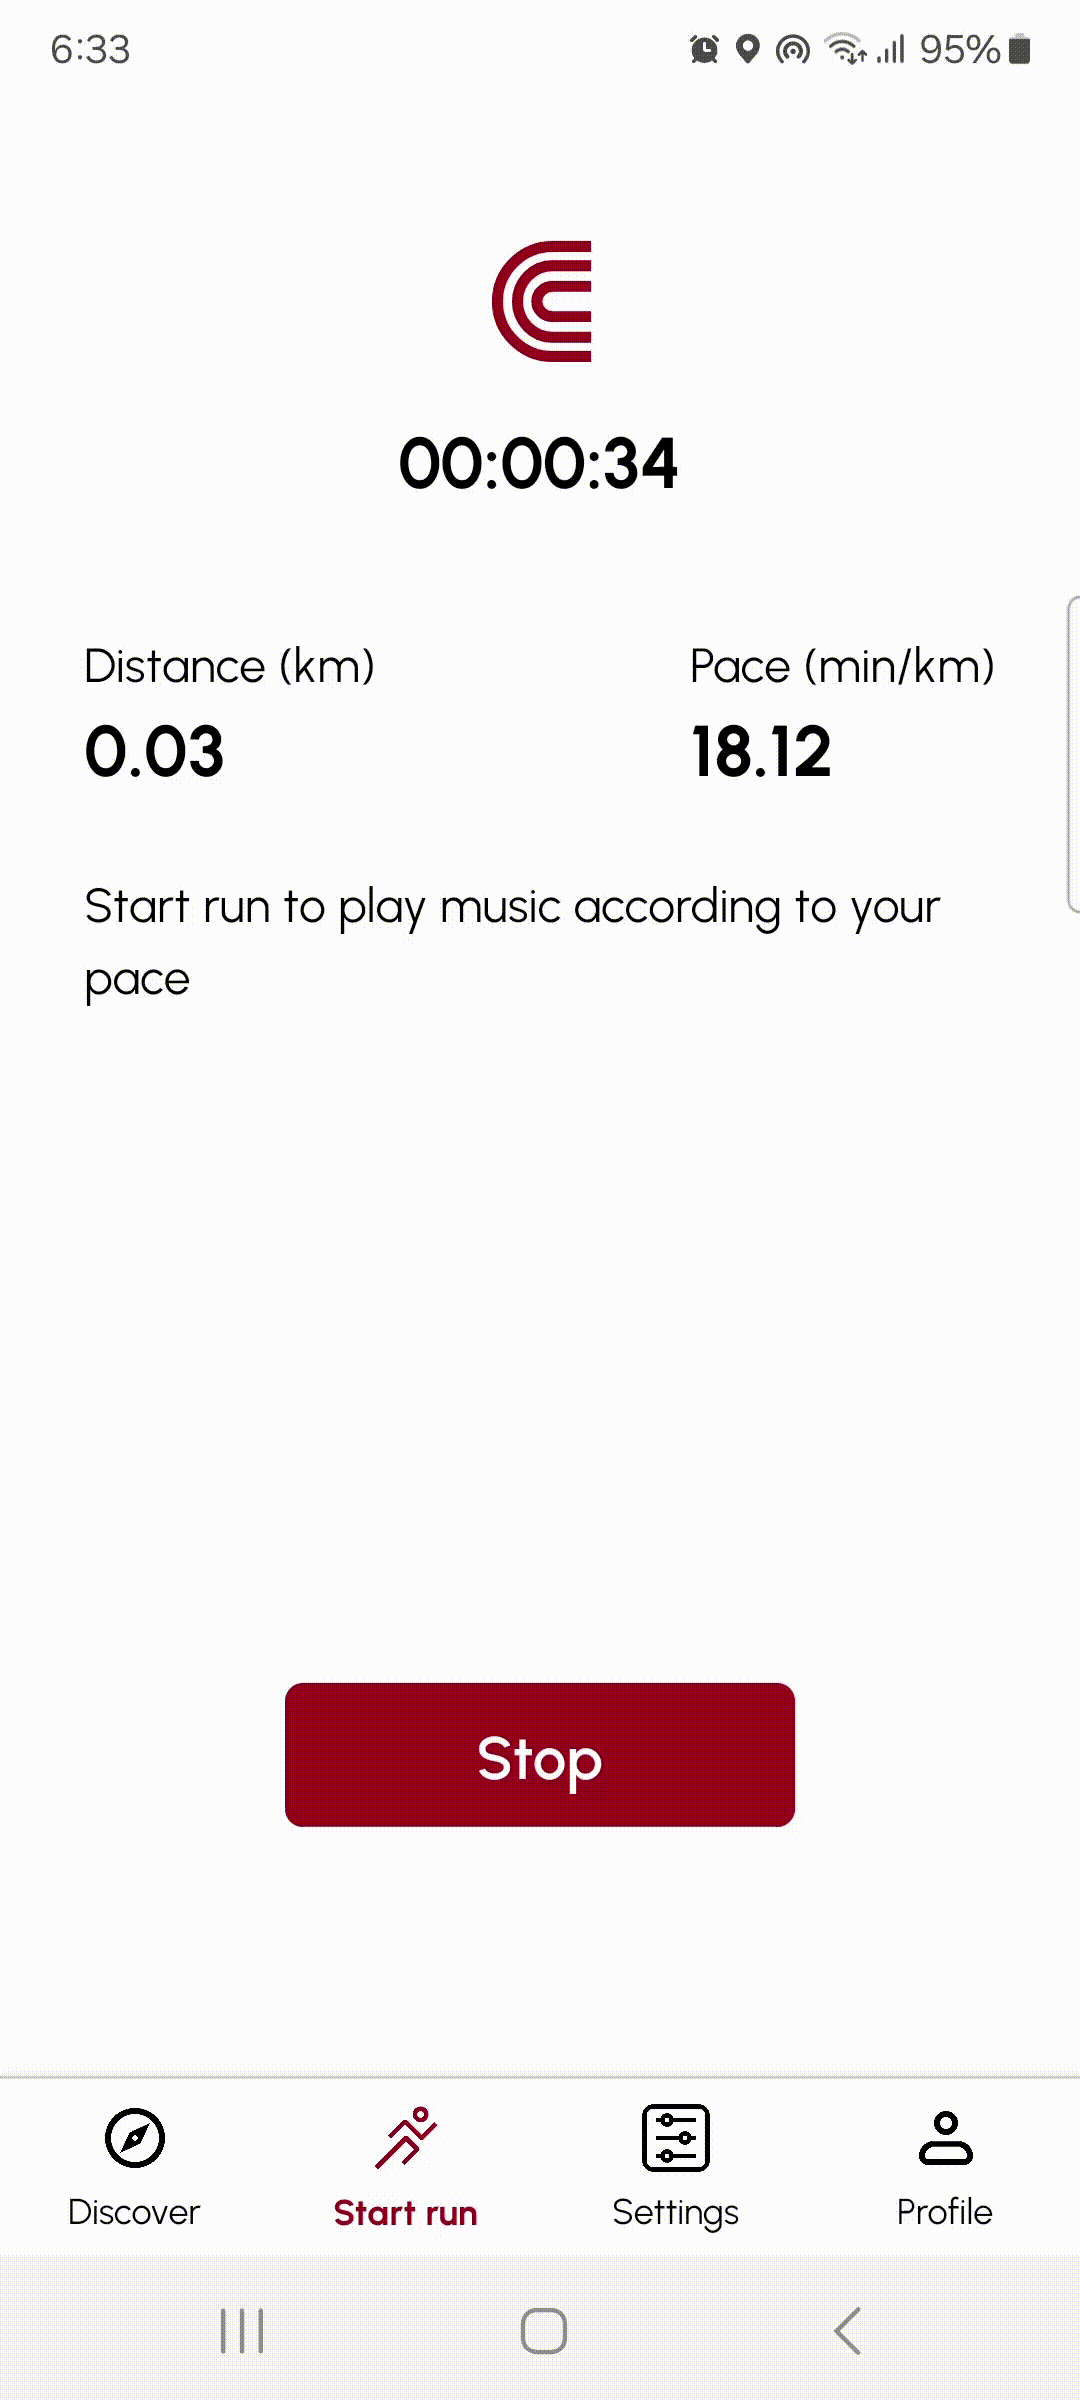 6:33 95%
00:00:34
Distance (km) Pace (min/km)
0.03 18.12
Start run to play music according to your
pace
Stop
Discover Start run Settings Profile